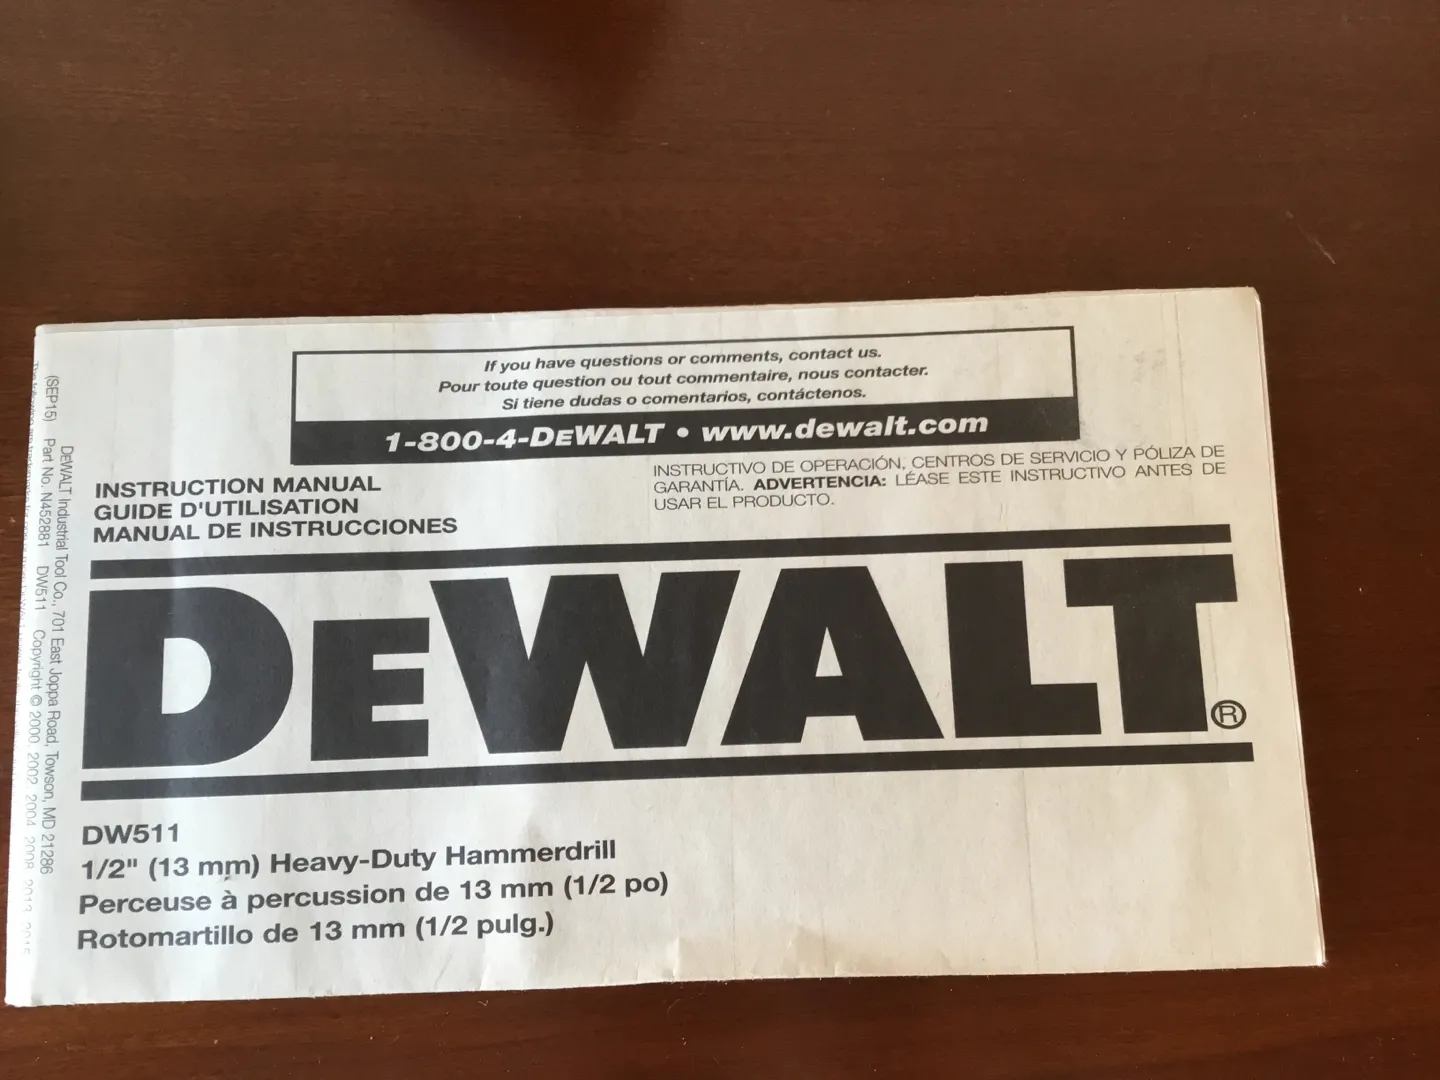 If you have questions or comments, contact us.
Pour toute question ou tout commentaire, nous contacter.
Si tiene dudas o comentarios, contáctenos.
1-800-4-DEWALT • www.dewalt.com
INSTRUCTION MANUAL
GUIDE D'UTILISATION
MANUAL DE INSTRUCCIONES
INSTRUCTIVO DE OPERACIÓN, CENTROS DE SERVICIO Y PÓLIZA DE
GARANTÍA. ADVERTENCIA: LÉASE ESTE INSTRUCTIVO ANTES DE
USAR EL PRODUCTO.
DEWALT®
DW511
1/2" (13 mm) Heavy-Duty Hammerdrill
Perceuse à percussion de 13 mm (1/2 po)
Rotomartillo de 13 mm (1/2 pulg.)
DEWALT Industrial Tool Co., 701 East Joppa Road, Towson, MD 21286
(SEP15) Part No. N452881 DW511 Copyright © 2000, 2002, 2004, 2008, 2013, 2015